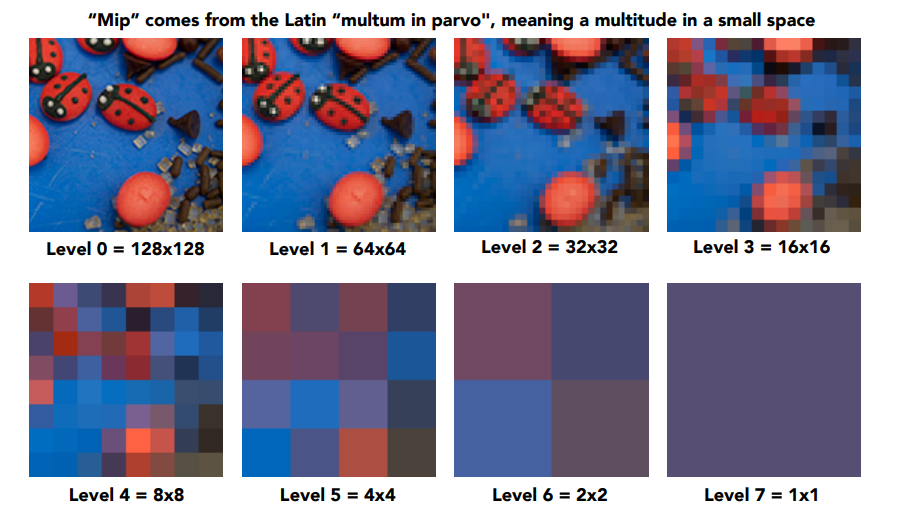 “Mip” comes from the Latin “multum in parvo", meaning a multitude in a small space
Level 0 = 128x128
Level 1 = 64x64
Level 2 = 32x32
Level 3 = 16x16
Level 4 = 8x8
Level 5 = 4x4
Level 6 = 2x2
Level 7 = 1x1